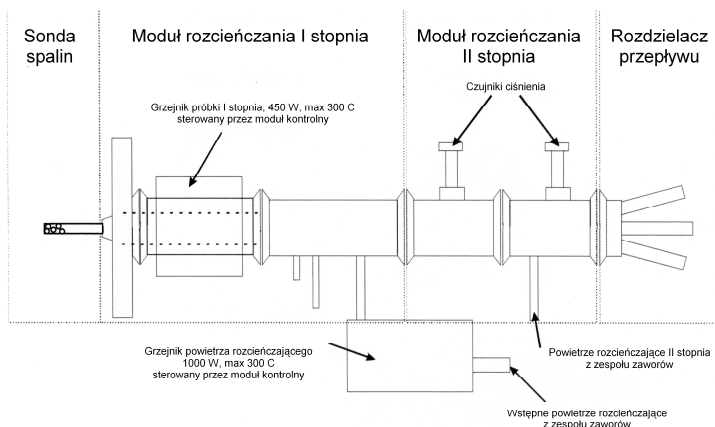 Sonda
spalin
Moduł rozcieńczania I stopnia
Moduł rozcieńczania
II stopnia
Rozdzielacz
przepływu
Czujniki ciśnienia
Grzejnik próbki I stopnia, 450 W, max 300 C
sterowany przez moduł kontrolny
Grzejnik powietrza rozcieńczającego
1000 W, max 300 C
sterowany przez moduł kontrolny
Powietrze rozcieńczające II stopnia
z zespołu zaworów
Wstępne powietrze rozcieńczające
z zespołu zaworów